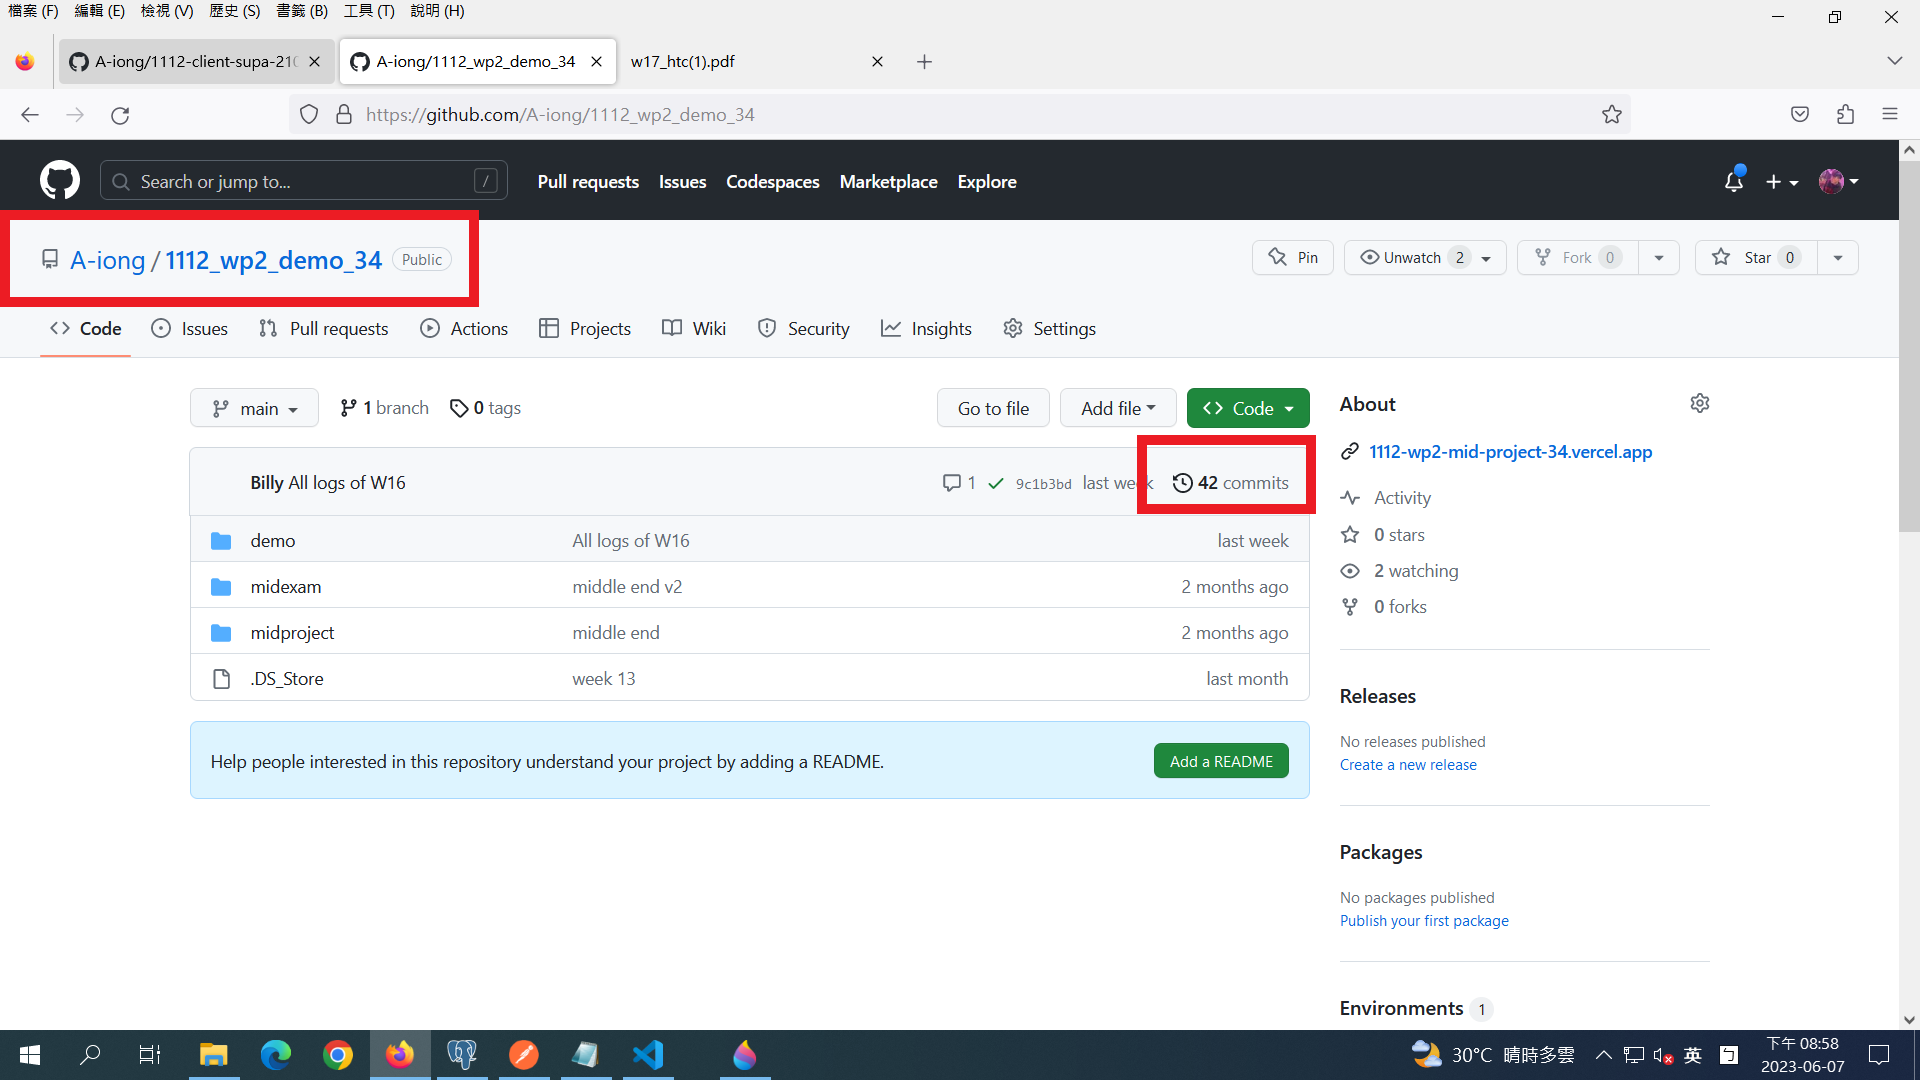 檔案 (F) 編輯 (E) 檢視 (V) 歷史 (S) 書籤 (B) 工具 (T) 說明 (H)
A-iong/1112-client-supa-210
A-iong/1112_wp2_demo_34
w17_htc(1).pdf
https://github.com/A-iong/1112_wp2_demo_34
Search or jump to... /
Pull requests Issues Codespaces Marketplace Explore
A-iong / 1112_wp2_demo_34 Public
Pin Unwatch 2 Fork 0 Star 0
Code Issues Pull requests Actions Projects Wiki Security Insights Settings
main 1 branch 0 tags Go to file Add file Code
Billy All logs of W16 1 9c1b3bd last week 42 commits
demo All logs of W16 last week
midexam middle end v2 2 months ago
midproject middle end 2 months ago
.DS_Store week 13 last month
Help people interested in this repository understand your project by adding a README. Add a README
About
1112-wp2-mid-project-34.vercel.app
Activity
0 stars
2 watching
0 forks
Releases
No releases published
Create a new release
Packages
No packages published
Publish your first package
Environments 1
30°C 晴時多雲 英 ㄅ
下午 08:58
2023-06-07